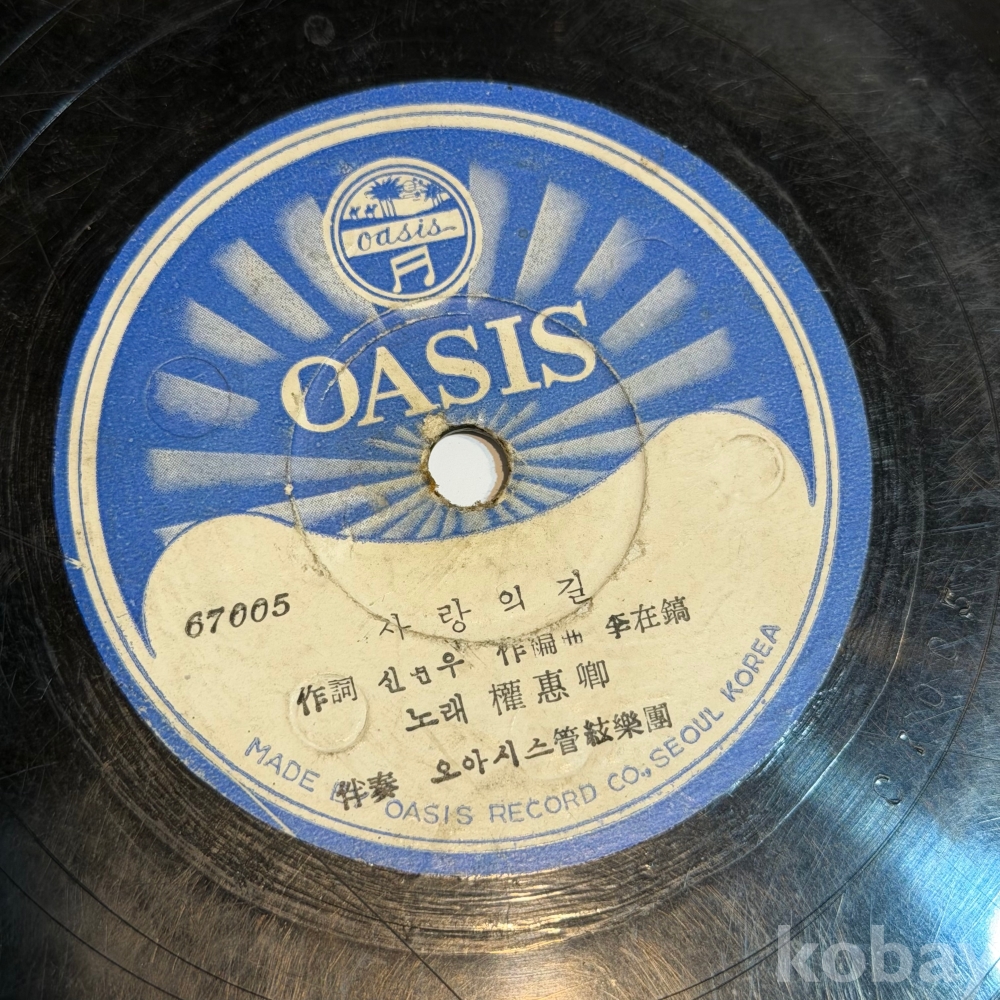 oasis
OASIS
67005
사랑의 길
作詞 신ㅁ우 作編曲 李在鎬
노래 權惠卿
伴奏 오아시스管絃樂團
MADE BY OASIS RECORD CO., SEOUL KOREA
koba